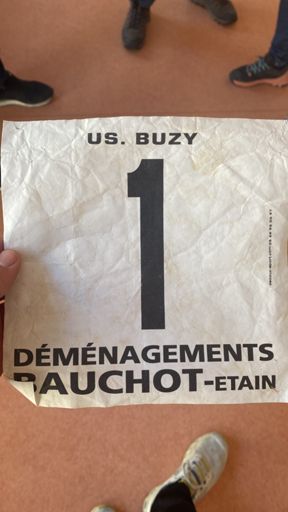 US. BUZY
1
DÉMÉNAGEMENTS
BAUCHOT-ETAIN